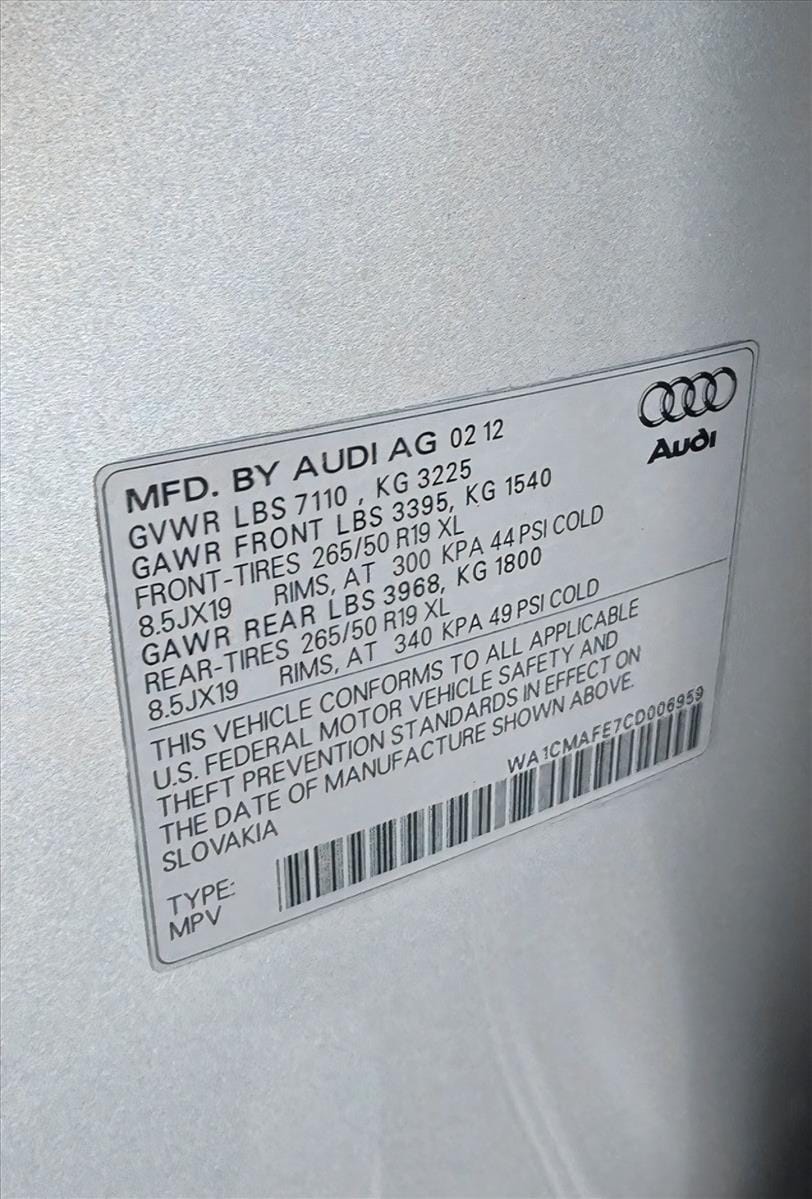 Audi
MFD. BY AUDI AG 02 12
GVWR LBS 7110 , KG 3225
GAWR FRONT LBS 3395, KG 1540
FRONT-TIRES 265/50 R19 XL
8.5JX19 RIMS, AT 300 KPA 44 PSI COLD
GAWR REAR LBS 3968, KG 1800
REAR-TIRES 265/50 R19 XL
8.5JX19 RIMS, AT 340 KPA 49 PSI COLD
THIS VEHICLE CONFORMS TO ALL APPLICABLE
U.S. FEDERAL MOTOR VEHICLE SAFETY AND
THEFT PREVENTION STANDARDS IN EFFECT ON
THE DATE OF MANUFACTURE SHOWN ABOVE.
SLOVAKIA
WA1CMAFE7CD006959
TYPE:
MPV